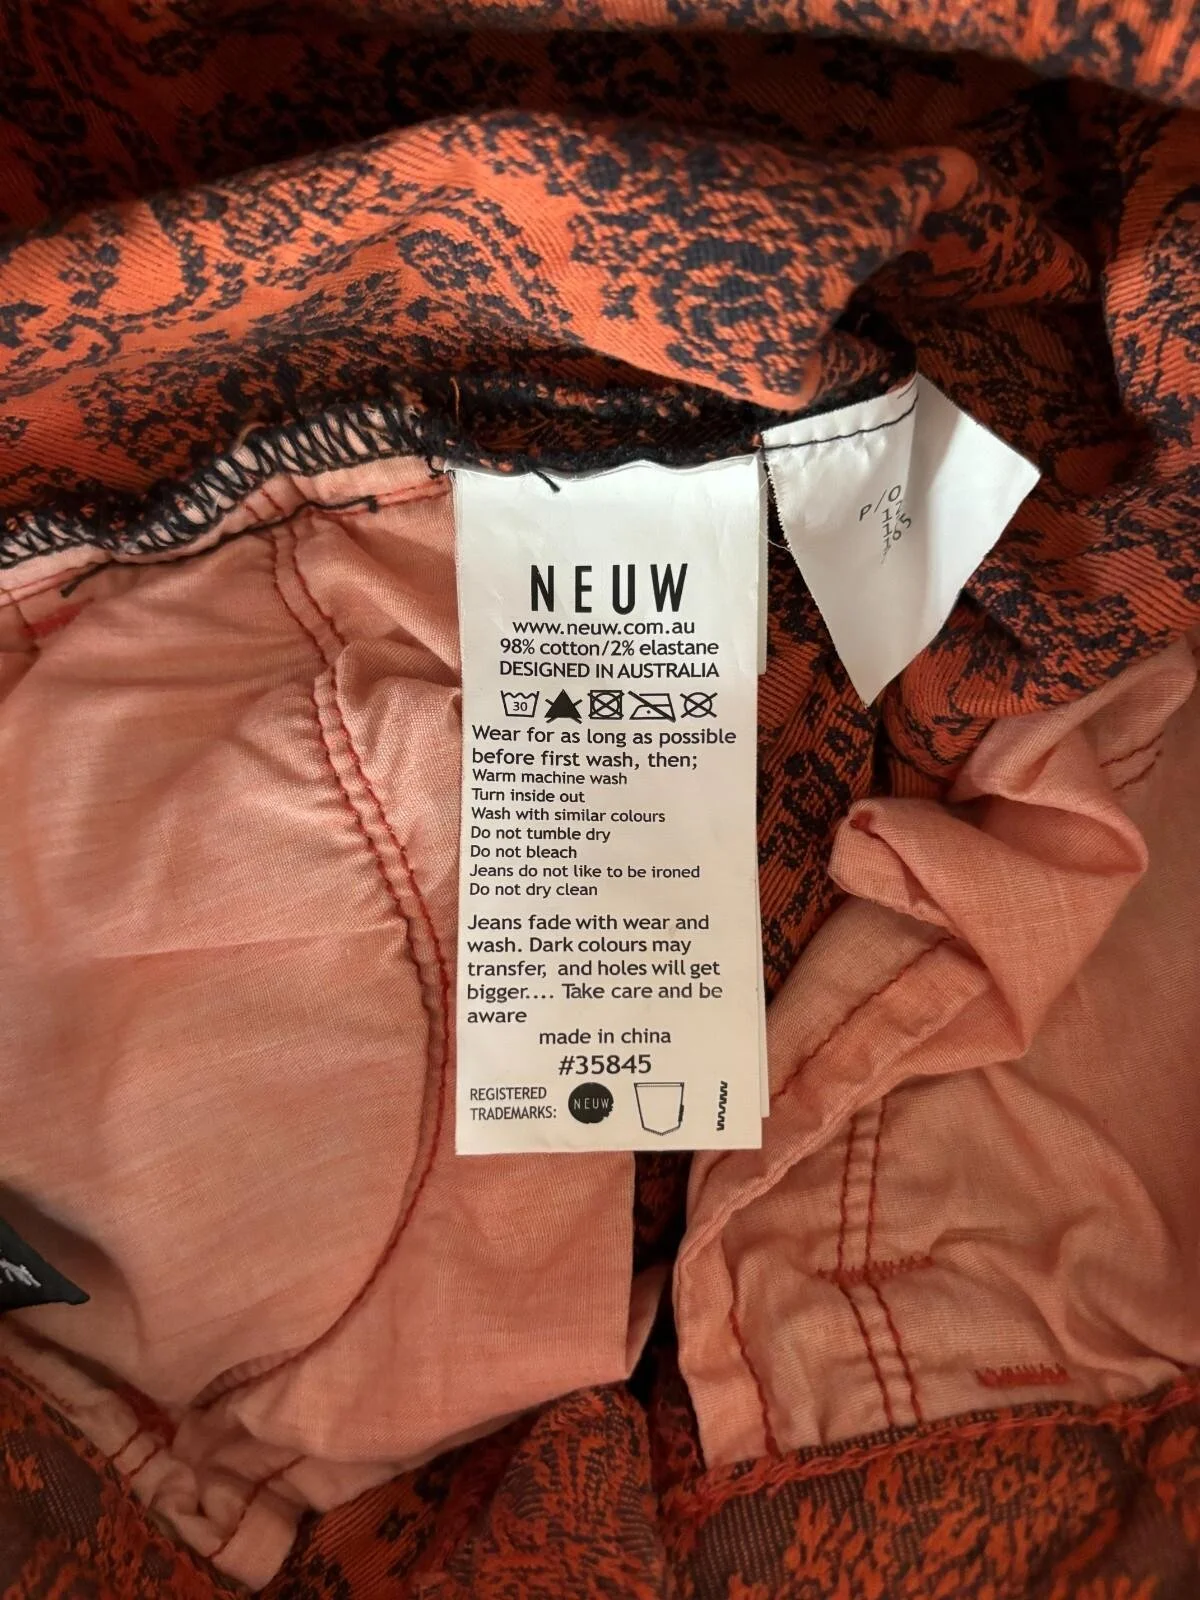 NEUW
www.neuw.com.au
98% cotton/2% elastane
DESIGNED IN AUSTRALIA
30
Wear for as long as possible
before first wash, then;
Warm machine wash
Turn inside out
Wash with similar colours
Do not tumble dry
Do not bleach
Jeans do not like to be ironed
Do not dry clean
Jeans fade with wear and
wash. Dark colours may
transfer, and holes will get
bigger.... Take care and be
aware
made in china
#35845
REGISTERED
TRADEMARKS:
NEUW